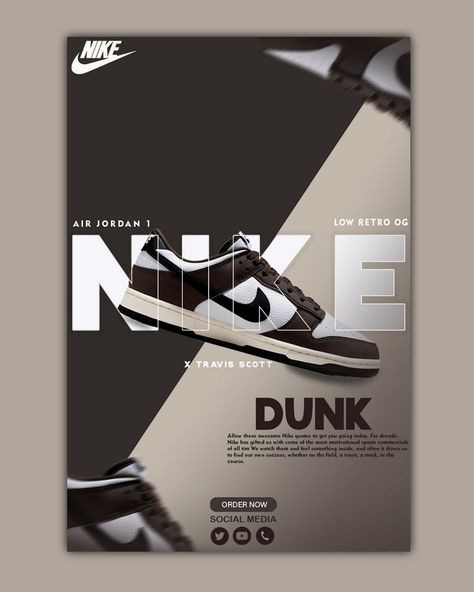 NIKE
AIR JORDAN 1
LOW RETRO OG
NIKE
X TRAVIS SCOTT
DUNK
Allow these awesome Nike quotes to get you going today For decade
Nike has gifted us with some of the most motivational sports commercials
of all tim We watch them and feel something inside, and often it drives us
to find our own success, whether on the field, a court, a track, or the
course.
ORDER NOW
SOCIAL MEDIA